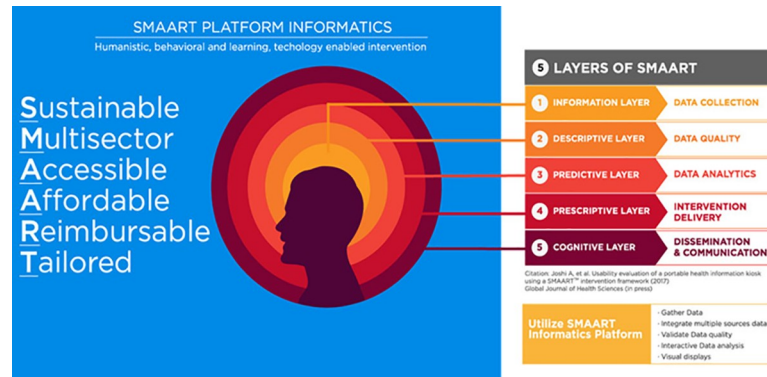 SMAART PLATFORM INFORMATICS
Humanistic, behavioral and learning, techology enabled intervention
Sustainable
Multisector
Accessible
Affordable
Reimbursable
Tailored
5 LAYERS OF SMAART
1 INFORMATION LAYER DATA COLLECTION
2 DESCRIPTIVE LAYER DATA QUALITY
3 PREDICTIVE LAYER DATA ANALYTICS
4 PRESCRIPTIVE LAYER INTERVENTION
DELIVERY
5 COGNITIVE LAYER DISSEMINATION
& COMMUNICATION
Citation: Joshi A, et al. Usability evaluation of a portable health information kiosk
using a SMAART™ intervention framework (2017)
Global Journal of Health Sciences (in press)
Utilize SMAART
Informatics Platform
· Gather Data
· Integrate multiple sources data
· Validate Data quality
· Interactive Data analysis
· Visual displays